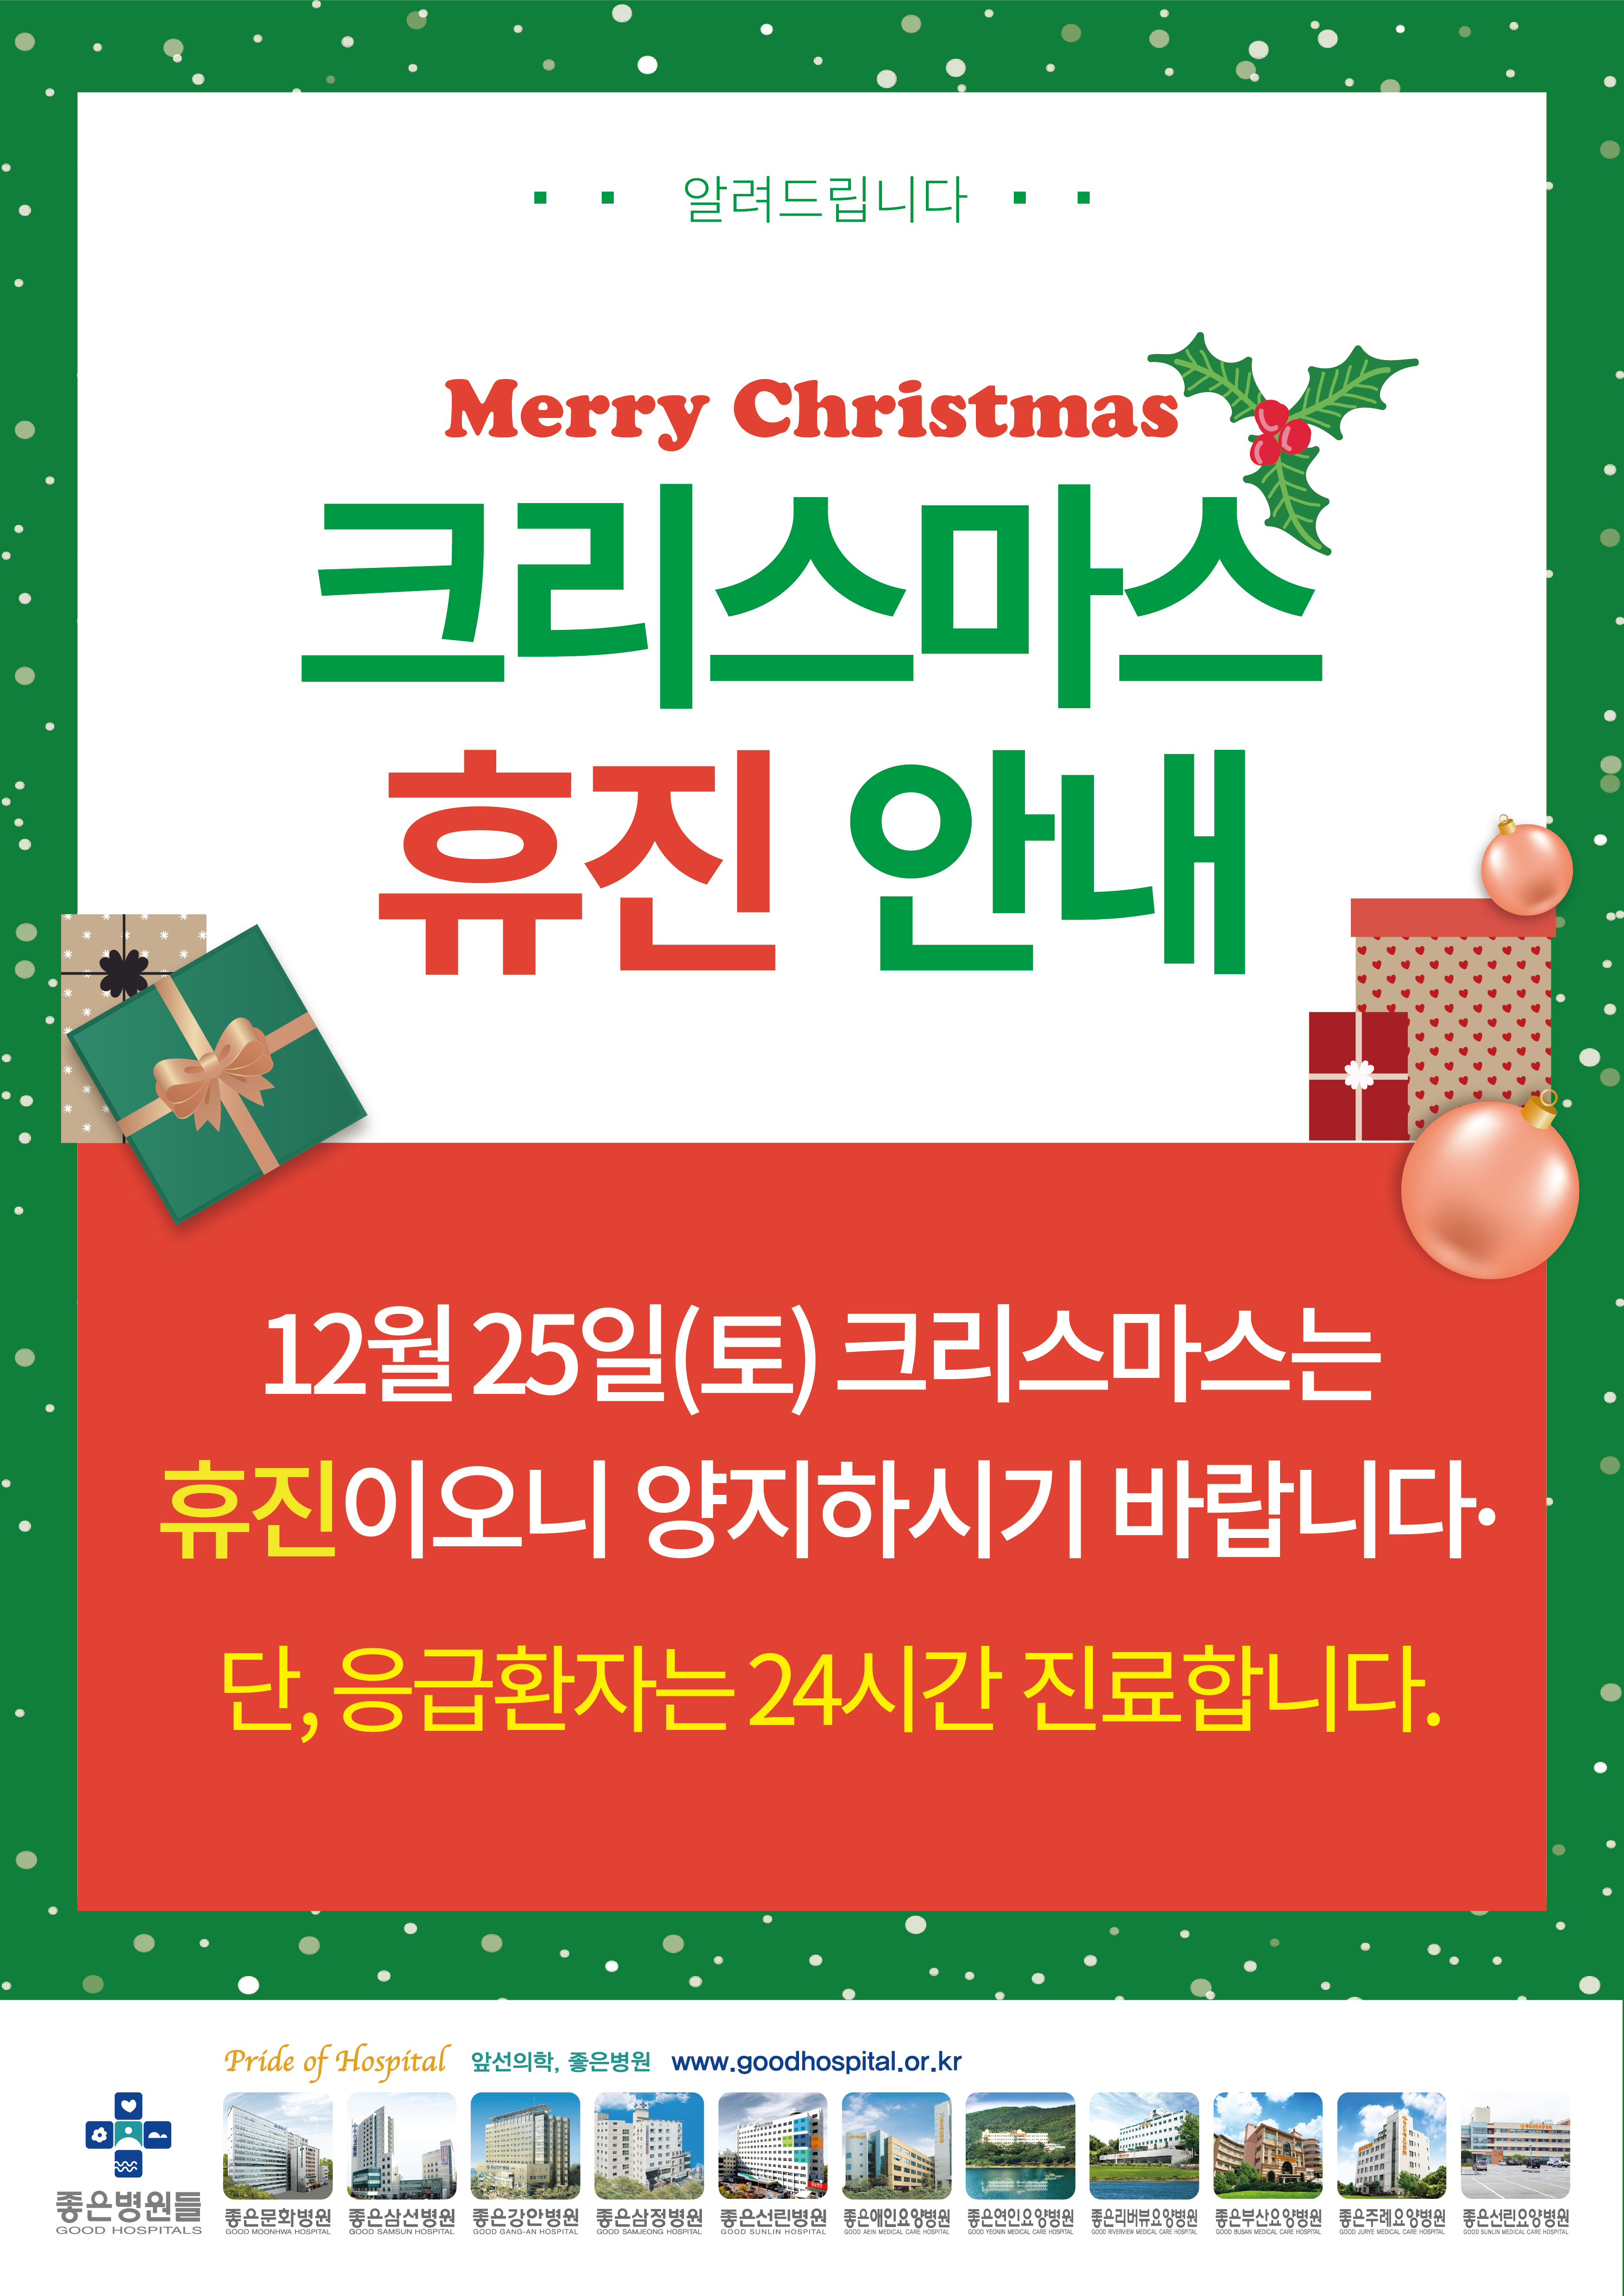 알려드립니다
Merry Christmas
크리스마스
휴진 안내
12월 25일(토) 크리스마스는
휴진이오니 양지하시기 바랍니다.
단, 응급환자는 24시간 진료합니다.
Pride of Hospital 앞선의학, 좋은병원 www.goodhospital.or.kr
좋은병원들
GOOD HOSPITALS
좋은문화병원
GOOD MOONHWA HOSPITAL
좋은삼선병원
GOOD SAMSUN HOSPITAL
좋은강안병원
GOOD GANG-AN HOSPITAL
좋은삼정병원
GOOD SAMJEONG HOSPITAL
좋은선린병원
GOOD SUNLIN HOSPITAL
좋은애인요양병원
GOOD AEIN MEDICAL CARE HOSPITAL
좋은연인요양병원
GOOD YEONIN MEDICAL CARE HOSPITAL
좋은리버뷰요양병원
GOOD RIVERVIEW MEDICAL CARE HOSPITAL
좋은부산요양병원
GOOD BUSAN MEDICAL CARE HOSPITAL
좋은주례요양병원
GOOD JURYE MEDICAL CARE HOSPITAL
좋은선린요양병원
GOOD SUNLIN MEDICAL CARE HOSPITAL